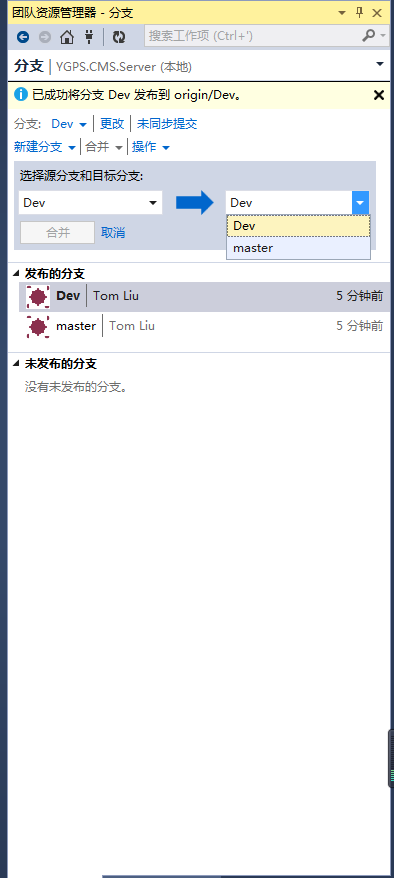 团队资源管理器 - 分支
搜索工作项 (Ctrl+')
分支 | YGPS.CMS.Server (本地)
已成功将分支 Dev 发布到 origin/Dev。
分支: Dev | 更改 | 未同步提交
新建分支 | 合并 | 操作
选择源分支和目标分支:
Dev Dev
Dev
合并 取消
master
发布的分支
Dev | Tom Liu 5 分钟前
master | Tom Liu 5 分钟前
未发布的分支
没有未发布的分支。